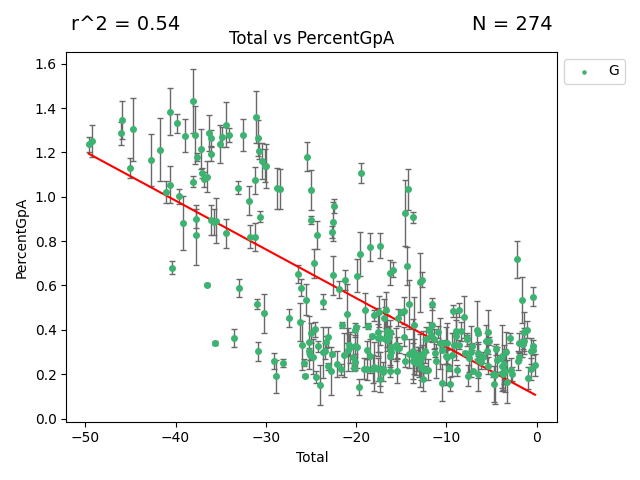 r^2 = 0.54 N = 274
Total vs PercentGpA
G
1.6
1.4
1.2
1.0
0.8
0.6
0.4
0.2
0.0
PercentGpA
−50 −40 −30 −20 −10 0
Total